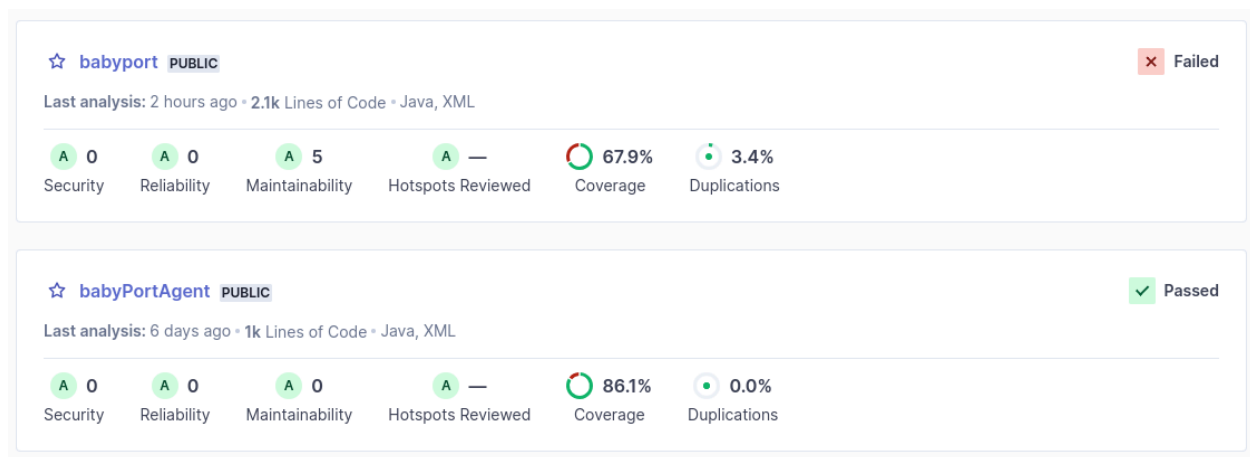 babyport PUBLIC Failed
Last analysis: 2 hours ago • 2.1k Lines of Code • Java, XML
A 0 A 0 A 5 A — 67.9% 3.4%
Security Reliability Maintainability Hotspots Reviewed Coverage Duplications
babyPortAgent PUBLIC Passed
Last analysis: 6 days ago • 1k Lines of Code • Java, XML
A 0 A 0 A 0 A — 86.1% 0.0%
Security Reliability Maintainability Hotspots Reviewed Coverage Duplications